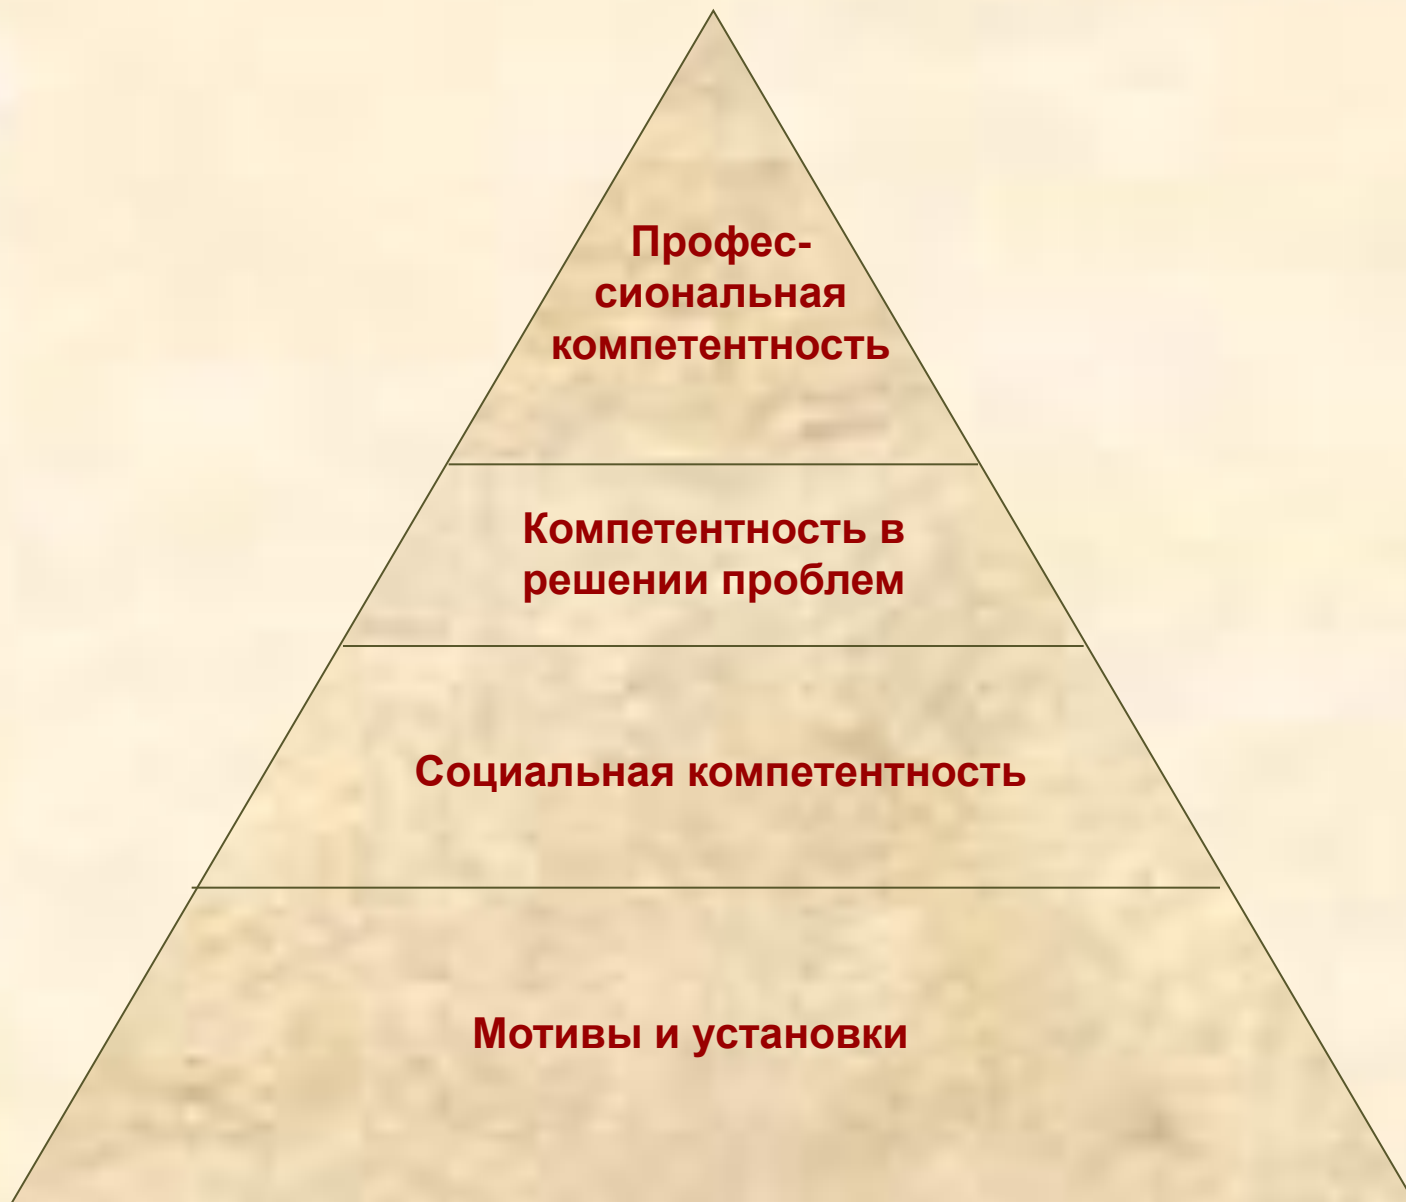 Профес-
сиональная
компетентность
Компетентность в
решении проблем
Социальная компетентность
Мотивы и установки